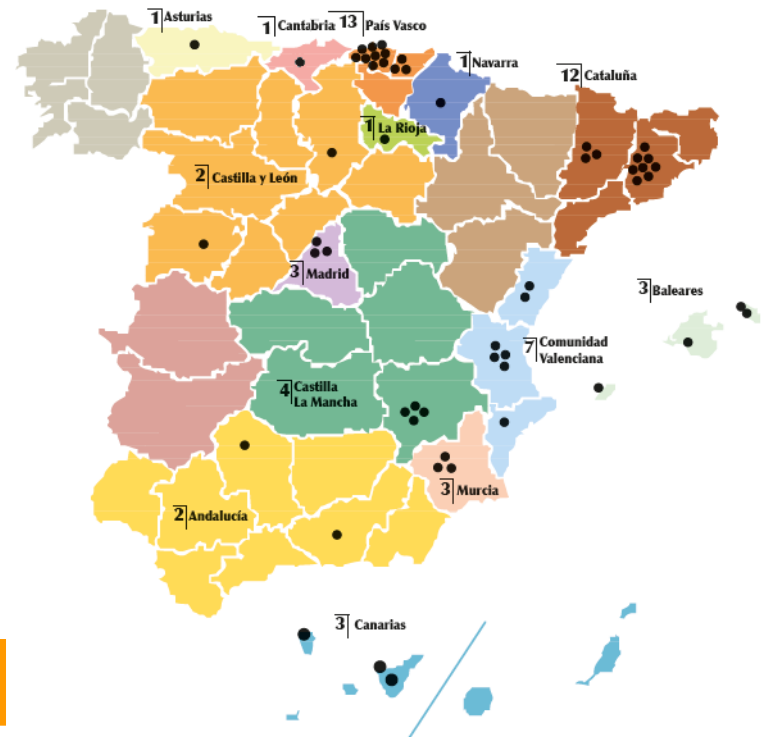 1 Asturias
1 Cantabria
13 País Vasco
1 Navarra
12 Cataluña
1 La Rioja
2 Castilla y León
3 Madrid
3 Baleares
7 Comunidad
Valenciana
4 Castilla
La Mancha
3 Murcia
2 Andalucía
3 Canarias